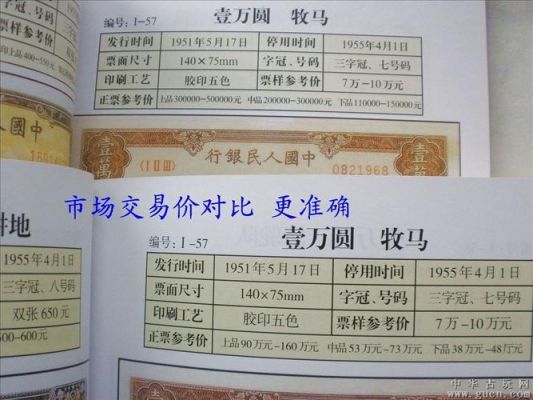 编号：I-57 壹万圆 牧马
发行时间 1951年5月17日 停用时间 1955年4月1日
票面尺寸 140×75mm 字冠、号码 三字冠、七号码
印刷工艺 胶印五色 票样参考价 7万-10万元
正票参考价 上品300000-500000元 中品200000-300000元 下品110000-150000元
壹萬
行銀民人國中
〈I II III〉
0821968
市场交易价对比 更准确
耕地
编号：I-57 壹万圆 牧马
1955年4月1日
三字冠、八号码
双张650元
500-600元
发行时间 1951年5月17日 停用时间 1955年4月1日
票面尺寸 140×75mm 字冠、号码 三字冠、七号码
印刷工艺 胶印五色 票样参考价 7万-10万元
正票参考价 上品90万元-160万元 中品53万元-73万元 下品38万元-48万元
中华古玩网
www.gucn.com